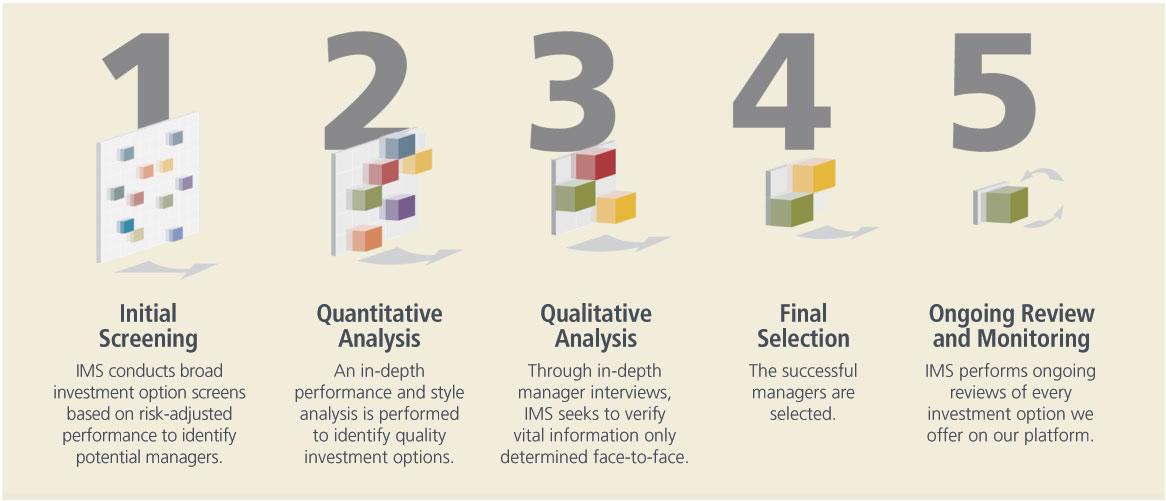 1
Initial
Screening
IMS conducts broad
investment option screens
based on risk-adjusted
performance to identify
potential managers.
2
Quantitative
Analysis
An in-depth
performance and style
analysis is performed
to identify quality
investment options.
3
Qualitative
Analysis
Through in-depth
manager interviews,
IMS seeks to verify
vital information only
determined face-to-face.
4
Final
Selection
The successful
managers are
selected.
5
Ongoing Review
and Monitoring
IMS performs ongoing
reviews of every
investment option we
offer on our platform.